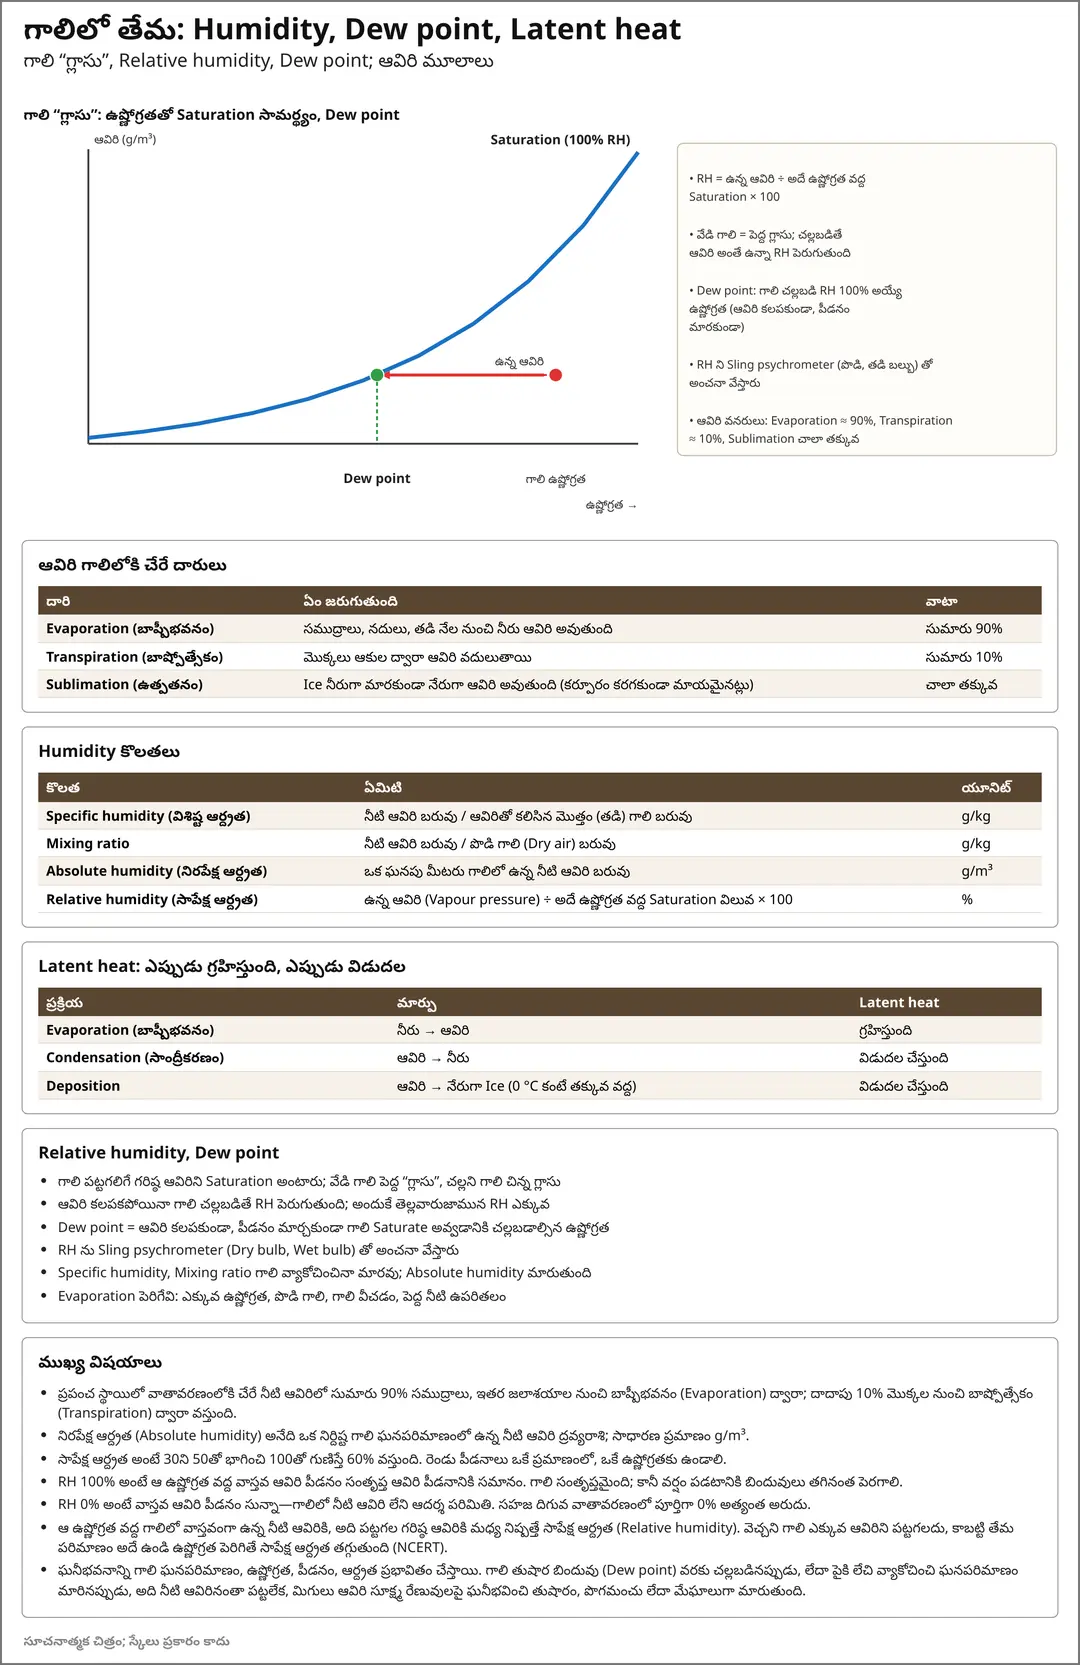 గాలిలో తేమ: Humidity, Dew point, Latent heat
గాలి “గ్లాసు”, Relative humidity, Dew point; ఆవిరి మూలాలు
గాలి “గ్లాసు”: ఉష్ణోగ్రతతో Saturation సామర్థ్యం, Dew point
ఆవిరి (g/m³)
Saturation (100% RH)
ఉన్న ఆవిరి
Dew point
గాలి ఉష్ణోగ్రత
ఉష్ణోగ్రత →
• RH = ఉన్న ఆవిరి ÷ అదే ఉష్ణోగ్రత వద్ద
Saturation × 100
• వేడి గాలి = పెద్ద గ్లాసు; చల్లబడితే
ఆవిరి అంతే ఉన్నా RH పెరుగుతుంది
• Dew point: గాలి చల్లబడి RH 100% అయ్యే
ఉష్ణోగ్రత (ఆవిరి కలపకుండా, పీడనం
మారకుండా)
• RH ని Sling psychrometer (పొడి, తడి బల్బు) తో
అంచనా వేస్తారు
• ఆవిరి వనరులు: Evaporation ≈ 90%, Transpiration
≈ 10%, Sublimation చాలా తక్కువ
ఆవిరి గాలిలోకి చేరే దారులు
దారి ఏం జరుగుతుంది వాటా
Evaporation (బాష్పీభవనం) సముద్రాలు, నదులు, తడి నేల నుంచి నీరు ఆవిరి అవుతుంది సుమారు 90%
Transpiration (బాష్పోత్సేకం) మొక్కలు ఆకుల ద్వారా ఆవిరి వదులుతాయి సుమారు 10%
Sublimation (ఉత్పతనం) Ice నీరుగా మారకుండా నేరుగా ఆవిరి అవుతుంది (కర్పూరం కరగకుండా మాయమైనట్లు) చాలా తక్కువ
Humidity కొలతలు
కొలత ఏమిటి యూనిట్
Specific humidity (విశిష్ట ఆర్ద్రత) నీటి ఆవిరి బరువు / ఆవిరితో కలిసిన మొత్తం (తడి) గాలి బరువు g/kg
Mixing ratio నీటి ఆవిరి బరువు / పొడి గాలి (Dry air) బరువు g/kg
Absolute humidity (నిరపేక్ష ఆర్ద్రత) ఒక ఘనపు మీటరు గాలిలో ఉన్న నీటి ఆవిరి బరువు g/m³
Relative humidity (సాపేక్ష ఆర్ద్రత) ఉన్న ఆవిరి (Vapour pressure) ÷ అదే ఉష్ణోగ్రత వద్ద Saturation విలువ × 100 %
Latent heat: ఎప్పుడు గ్రహిస్తుంది, ఎప్పుడు విడుదల
ప్రక్రియ మార్పు Latent heat
Evaporation (బాష్పీభవనం) నీరు → ఆవిరి గ్రహిస్తుంది
Condensation (సాంద్రీకరణం) ఆవిరి → నీరు విడుదల చేస్తుంది
Deposition ఆవిరి → నేరుగా Ice (0 °C కంటే తక్కువ వద్ద) విడుదల చేస్తుంది
Relative humidity, Dew point
• గాలి పట్టగలిగే గరిష్ఠ ఆవిరిని Saturation అంటారు; వేడి గాలి పెద్ద “గ్లాసు”, చల్లని గాలి చిన్న గ్లాసు
• ఆవిరి కలపకపోయినా గాలి చల్లబడితే RH పెరుగుతుంది; అందుకే తెల్లవారుజామున RH ఎక్కువ
• Dew point = ఆవిరి కలపకుండా, పీడనం మార్చకుండా గాలి Saturate అవ్వడానికి చల్లబడాల్సిన ఉష్ణోగ్రత
• RH ను Sling psychrometer (Dry bulb, Wet bulb) తో అంచనా వేస్తారు
• Specific humidity, Mixing ratio గాలి వ్యాకోచించినా మారవు; Absolute humidity మారుతుంది
• Evaporation పెరిగేవి: ఎక్కువ ఉష్ణోగ్రత, పొడి గాలి, గాలి వీచడం, పెద్ద నీటి ఉపరితలం
ముఖ్య విషయాలు
• ప్రపంచ స్థాయిలో వాతావరణంలోకి చేరే నీటి ఆవిరిలో సుమారు 90% సముద్రాలు, ఇతర జలాశయాల నుంచి బాష్పీభవనం (Evaporation) ద్వారా; దాదాపు 10% మొక్కల నుంచి బాష్పోత్సేకం
(Transpiration) ద్వారా వస్తుంది.
• నిరపేక్ష ఆర్ద్రత (Absolute humidity) అనేది ఒక నిర్దిష్ట గాలి ఘనపరిమాణంలో ఉన్న నీటి ఆవిరి ద్రవ్యరాశి; సాధారణ ప్రమాణం g/m³.
• సాపేక్ష ఆర్ద్రత అంటే 30ని 50తో భాగించి 100తో గుణిస్తే 60% వస్తుంది. రెండు పీడనాలు ఒకే ప్రమాణంలో, ఒకే ఉష్ణోగ్రతకు ఉండాలి.
• RH 100% అంటే ఆ ఉష్ణోగ్రత వద్ద వాస్తవ ఆవిరి పీడనం సంతృప్త ఆవిరి పీడనానికి సమానం. గాలి సంతృప్తమైంది; కానీ వర్షం పడటానికి బిందువులు తగినంత పెరగాలి.
• RH 0% అంటే వాస్తవ ఆవిరి పీడనం సున్నా—గాలిలో నీటి ఆవిరి లేని ఆదర్శ పరిమితి. సహజ దిగువ వాతావరణంలో పూర్తిగా 0% అత్యంత అరుదు.
• ఆ ఉష్ణోగ్రత వద్ద గాలిలో వాస్తవంగా ఉన్న నీటి ఆవిరికి, అది పట్టగల గరిష్ఠ ఆవిరికి మధ్య నిష్పత్తే సాపేక్ష ఆర్ద్రత (Relative humidity). వెచ్చని గాలి ఎక్కువ ఆవిరిని పట్టగలదు, కాబట్టి తేమ
పరిమాణం అదే ఉండి ఉష్ణోగ్రత పెరిగితే సాపేక్ష ఆర్ద్రత తగ్గుతుంది (NCERT).
• ఘనీభవనాన్ని గాలి ఘనపరిమాణం, ఉష్ణోగ్రత, పీడనం, ఆర్ద్రత ప్రభావితం చేస్తాయి. గాలి తుషార బిందువు (Dew point) వరకు చల్లబడినప్పుడు, లేదా పైకి లేచి వ్యాకోచించి ఘనపరిమాణం
మారినప్పుడు, అది నీటి ఆవిరినంతా పట్టలేక, మిగులు ఆవిరి సూక్ష్మ రేణువులపై ఘనీభవించి తుషారం, పొగమంచు లేదా మేఘాలుగా మారుతుంది.
సూచనాత్మక చిత్రం; స్కేలు ప్రకారం కాదు